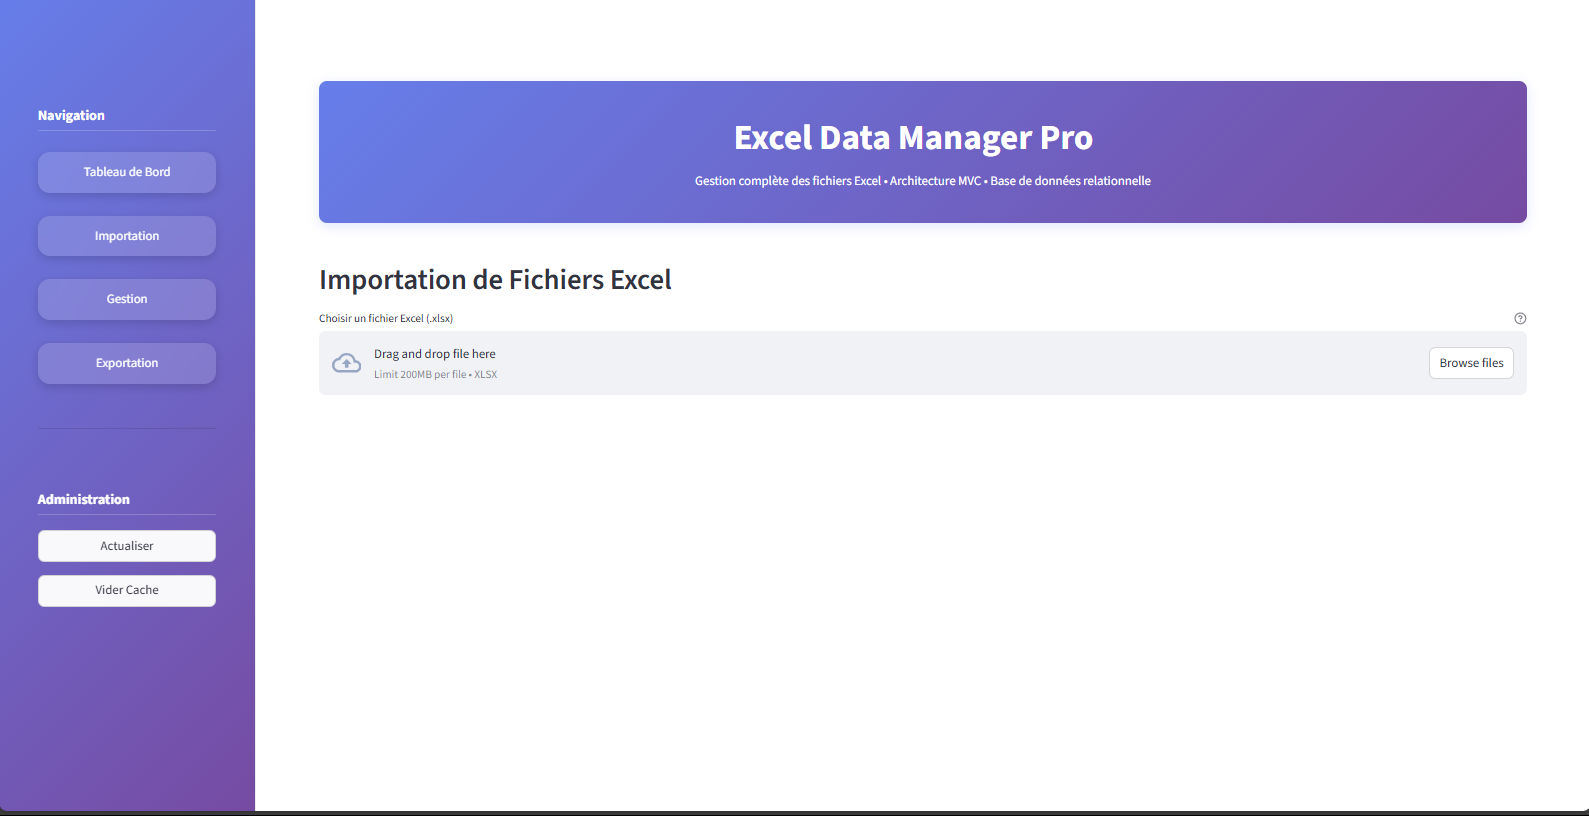 Navigation
Tableau de Bord
Importation
Gestion
Exportation
Administration
Actualiser
Vider Cache
Excel Data Manager Pro
Gestion complète des fichiers Excel • Architecture MVC • Base de données relationnelle
Importation de Fichiers Excel
Choisir un fichier Excel (.xlsx)
Drag and drop file here
Limit 200MB per file • XLSX
Browse files